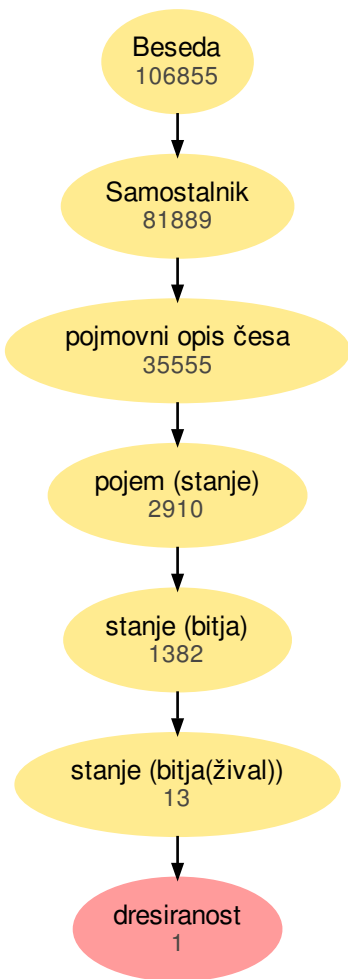 Beseda
106855
Samostalnik
81889
pojmovni opis česa
35555
pojem (stanje)
2910
stanje (bitja)
1382
stanje (bitja(žival))
13
dresiranost
1